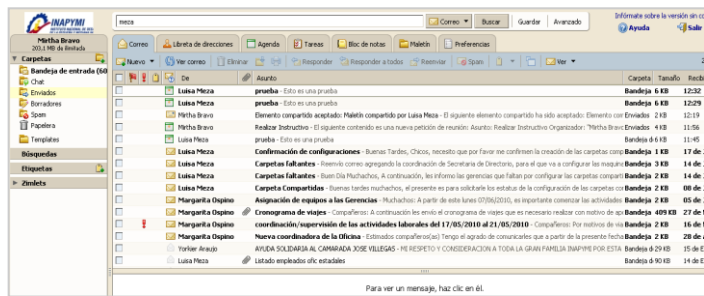 INAPYMI
meza
Correo
Buscar
Guardar
Avanzado
Infórmate sobre la versión sin co
Ayuda
Salir
Mirtha Bravo
203,1 MB de ilimitada
Correo
Libreta de direcciones
Agenda
Tareas
Bloc de notas
Maletín
Preferencias
Carpetas
Bandeja de entrada (60
Chat
Enviados
Borradores
Spam
Papelera
Templates
Búsquedas
Etiquetas
Zimlets
Nuevo
Ver correo
Eliminar
Responder
Responder a todos
Reenviar
Spam
Ver
De
Asunto
Carpeta
Tamaño
Recib
Luisa Meza prueba - Esto es una prueba Bandeja 6 KB 12:32
Luisa Meza prueba - Esto es una prueba Bandeja 6 KB 12:29
Mirtha Bravo Elemento compartido aceptado: Maletín compartido por Luisa Meza - El siguiente elemento compartido ha sido aceptado: Elemento con Enviados 2 KB 12:19
Mirtha Bravo Realizar Instructivo - El siguiente contenido es una nueva petición de reunión: Asunto: Realizar Instructivo Organizador: "Mirtha Bravo Enviados 4 KB 11:56
Luisa Meza prueba - Esto es una prueba Bandeja d 6 KB 11:45
Luisa Meza Confirmación de configuraciones - Buenas Tardes, Chicos, necesito que por favor me confirmen la creación de las carpetas comp Bandeja 1 KB 17 de
Luisa Meza Carpetas faltantes - Reenvio correo agregando la coordinación de Secretaria de Directorio, para el que va a configurar las maquina Bandeja 3 KB 14 de
Luisa Meza Carpetas faltantes - Buen Día Muchachos, A continuación, les informo las gerencias que faltan por configurar las carpetas comparti Bandeja 2 KB 14 de
Luisa Meza Carpeta Compartidas - Buenas tardes muchachos, el presente es para solicitarle los estatus de la configuración de las carpetas co Bandeja 2 KB 08 de
Margarita Ospino Asignación de equipos a las Gerencias - Muchachos: A partir de este lunes 07/06/2010, es importante comenzar las actividades Bandeja 2 KB 05 de
Margarita Ospino Cronograma de viajes - Compañeros: A continuación les envío el cronograma de viajes que es necesario realizar con motivo de ap Bandeja 409 KB 27 de
Margarita Ospino coordinación/supervisión de las actividades laborales del 17/05/2010 al 21/05/2010 - Compañeros: Por motivos de via Bandeja 2 KB 16 de
Margarita Ospino Nueva coordinadora de la Oficina - Estimados compañeros(as) Tengo el agrado de comunicarles que a partir de la presente fecha Bandeja 2 KB 28 de
Yorkier Araujo AYUDA SOLIDARIA AL CAMARADA JOSE VILLEGAS - MI RESPETO Y CONSIDERACION A TODA LA GRAN FAMILIA INAPYMI POR ESTA Bandeja d 29 KB 15 de E
Luisa Meza Listado empleados ofic estadales Bandeja d 90 KB 14 de E
Para ver un mensaje, haz clic en él.